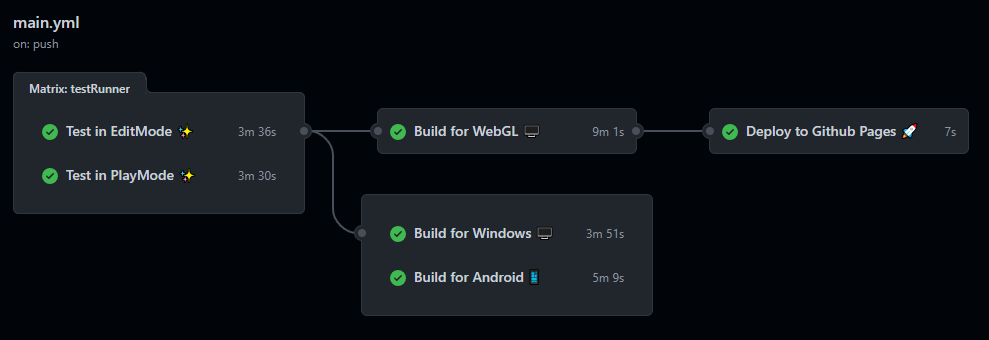 main.yml
on: push
Matrix: testRunner
Test in EditMode ✨ 3m 36s
Test in PlayMode ✨ 3m 30s
Build for WebGL 🖥️ 9m 1s
Build for Windows 🖥️ 3m 51s
Build for Android 📱 5m 9s
Deploy to Github Pages 🚀 7s